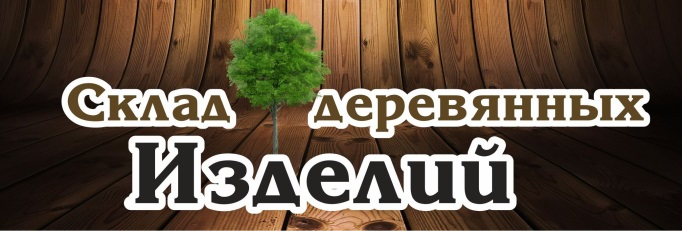 Склад деревянных
Изделий